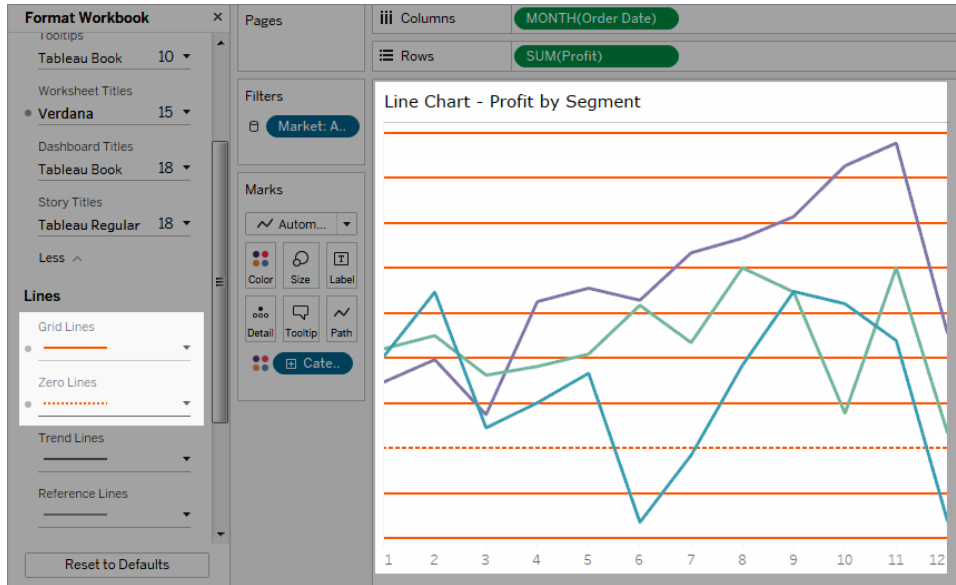 Format Workbook
Tooltips
Tableau Book 10
Worksheet Titles
Verdana 15
Dashboard Titles
Tableau Book 18
Story Titles
Tableau Regular 18
Less
Lines
Grid Lines
Zero Lines
Trend Lines
Reference Lines
Reset to Defaults
Pages
Filters
Market: A..
Marks
Autom...
Color Size Label
Detail Tooltip Path
Cate..
Columns MONTH(Order Date)
Rows SUM(Profit)
Line Chart - Profit by Segment
1 2 3 4 5 6 7 8 9 10 11 12